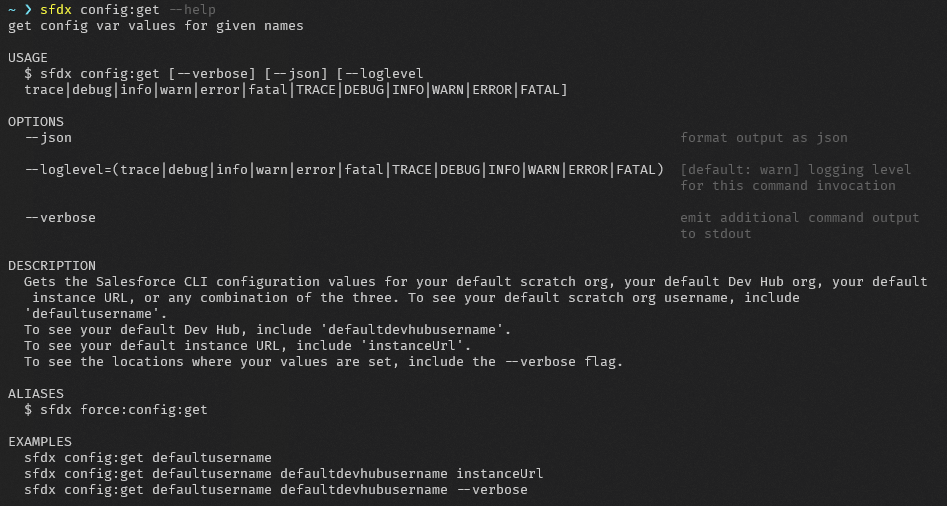 ~ ❯ sfdx config:get --help
get config var values for given names
USAGE
$ sfdx config:get [--verbose] [--json] [--loglevel
trace|debug|info|warn|error|fatal|TRACE|DEBUG|INFO|WARN|ERROR|FATAL]
OPTIONS
--json format output as json
--loglevel=(trace|debug|info|warn|error|fatal|TRACE|DEBUG|INFO|WARN|ERROR|FATAL) [default: warn] logging level
for this command invocation
--verbose emit additional command output
to stdout
DESCRIPTION
Gets the Salesforce CLI configuration values for your default scratch org, your default Dev Hub org, your default
instance URL, or any combination of the three. To see your default scratch org username, include
'defaultusername'.
To see your default Dev Hub, include 'defaultdevhubusername'.
To see your default instance URL, include 'instanceUrl'.
To see the locations where your values are set, include the --verbose flag.
ALIASES
$ sfdx force:config:get
EXAMPLES
sfdx config:get defaultusername
sfdx config:get defaultusername defaultdevhubusername instanceUrl
sfdx config:get defaultusername defaultdevhubusername --verbose